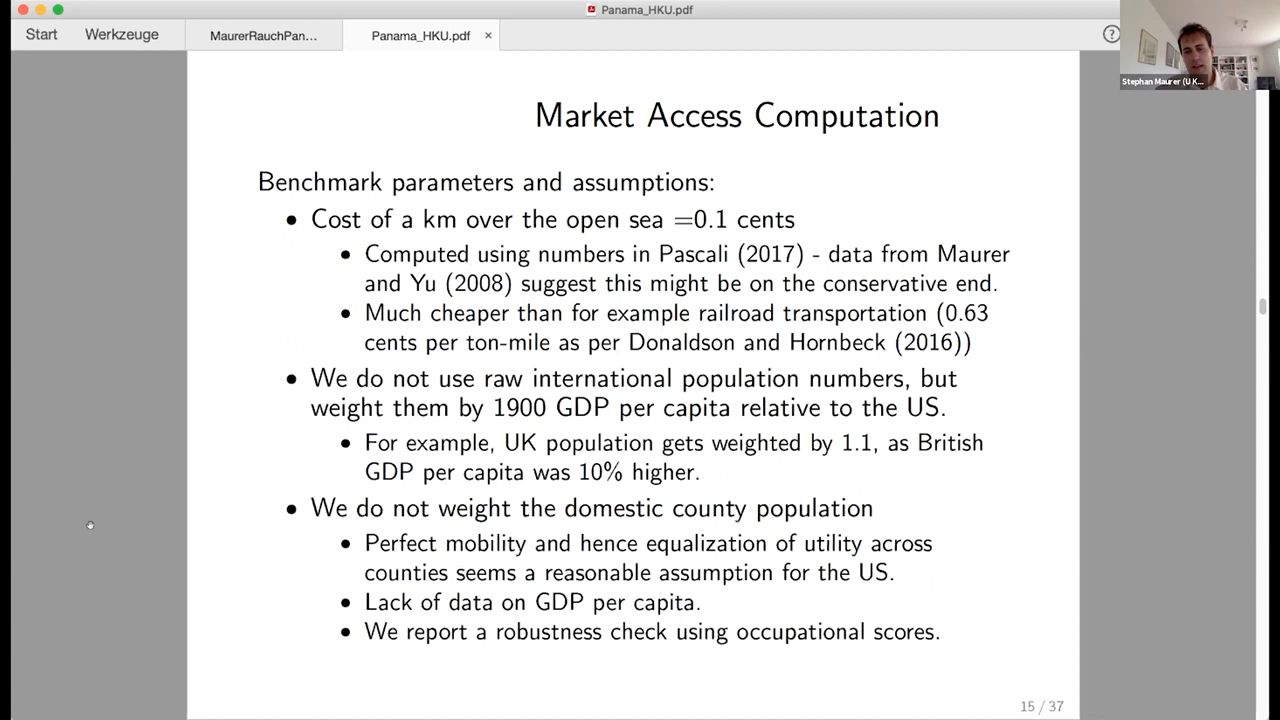 Panama_HKU.pdf
Start
Werkzeuge
MaurerRauchPan...
Panama_HKU.pdf
×
?
Stephan Maurer (U K...
Market Access Computation
Benchmark parameters and assumptions:
• Cost of a km over the open sea =0.1 cents
• Computed using numbers in Pascali (2017) - data from Maurer
and Yu (2008) suggest this might be on the conservative end.
• Much cheaper than for example railroad transportation (0.63
cents per ton-mile as per Donaldson and Hornbeck (2016))
• We do not use raw international population numbers, but
weight them by 1900 GDP per capita relative to the US.
• For example, UK population gets weighted by 1.1, as British
GDP per capita was 10% higher.
• We do not weight the domestic county population
• Perfect mobility and hence equalization of utility across
counties seems a reasonable assumption for the US.
• Lack of data on GDP per capita.
• We report a robustness check using occupational scores.
15 / 37